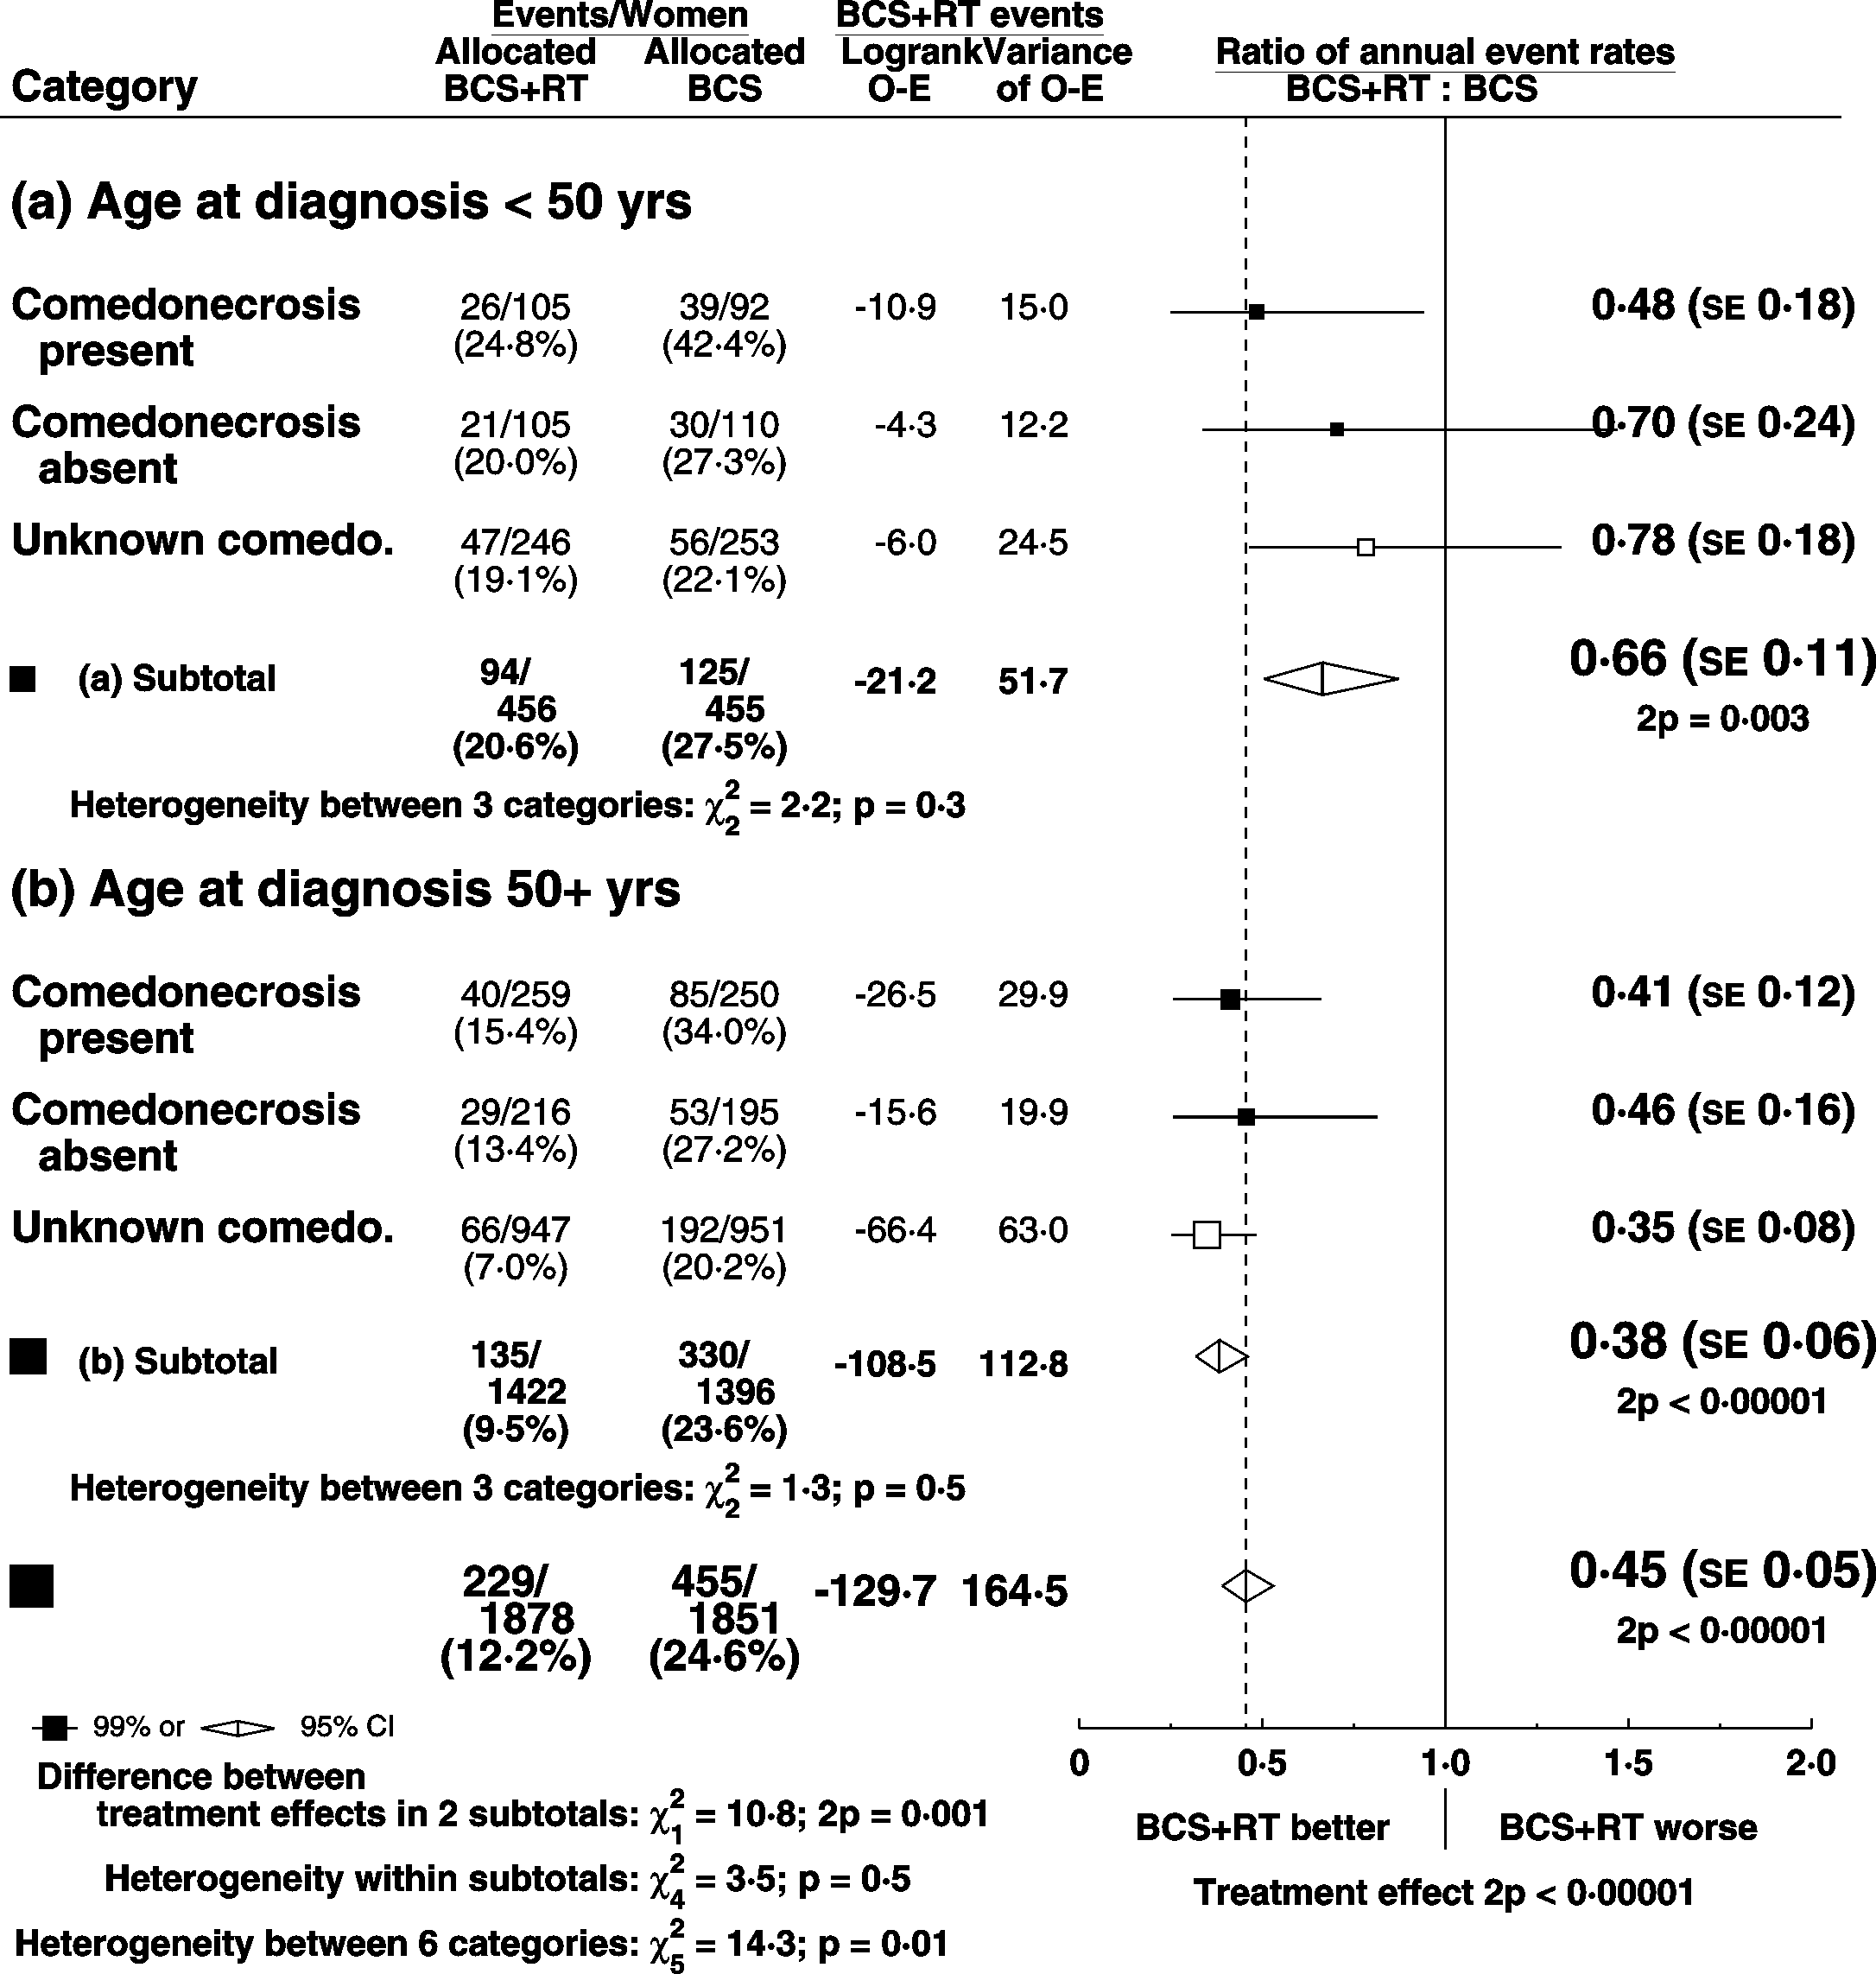 Events/Women BCS+RT events
Allocated Allocated Logrank Variance Ratio of annual event rates
Category BCS+RT BCS O-E of O-E BCS+RT : BCS
(a) Age at diagnosis < 50 yrs
Comedonecrosis 26/105 39/92 -10·9 15·0 0·48 (SE 0·18)
present (24·8%) (42·4%)
Comedonecrosis 21/105 30/110 -4·3 12·2 0·70 (SE 0·24)
absent (20·0%) (27·3%)
Unknown comedo. 47/246 56/253 -6·0 24·5 0·78 (SE 0·18)
(19·1%) (22·1%)
(a) Subtotal 94/ 125/ -21·2 51·7 0·66 (SE 0·11)
456 455 2p = 0·003
(20·6%) (27·5%)
Heterogeneity between 3 categories: χ²₂ = 2·2; p = 0·3
(b) Age at diagnosis 50+ yrs
Comedonecrosis 40/259 85/250 -26·5 29·9 0·41 (SE 0·12)
present (15·4%) (34·0%)
Comedonecrosis 29/216 53/195 -15·6 19·9 0·46 (SE 0·16)
absent (13·4%) (27·2%)
Unknown comedo. 66/947 192/951 -66·4 63·0 0·35 (SE 0·08)
(7·0%) (20·2%)
(b) Subtotal 135/ 330/ -108·5 112·8 0·38 (SE 0·06)
1422 1396 2p < 0·00001
(9·5%) (23·6%)
Heterogeneity between 3 categories: χ²₂ = 1·3; p = 0·5
229/ 455/ -129·7 164·5 0·45 (SE 0·05)
1878 1851 2p < 0·00001
(12·2%) (24·6%)
99% or 95% CI
0 0·5 1·0 1·5 2·0
Difference between
treatment effects in 2 subtotals: χ²₁ = 10·8; 2p = 0·001
BCS+RT better BCS+RT worse
Heterogeneity within subtotals: χ²₄ = 3·5; p = 0·5
Treatment effect 2p < 0·00001
Heterogeneity between 6 categories: χ²₅ = 14·3; p = 0·01